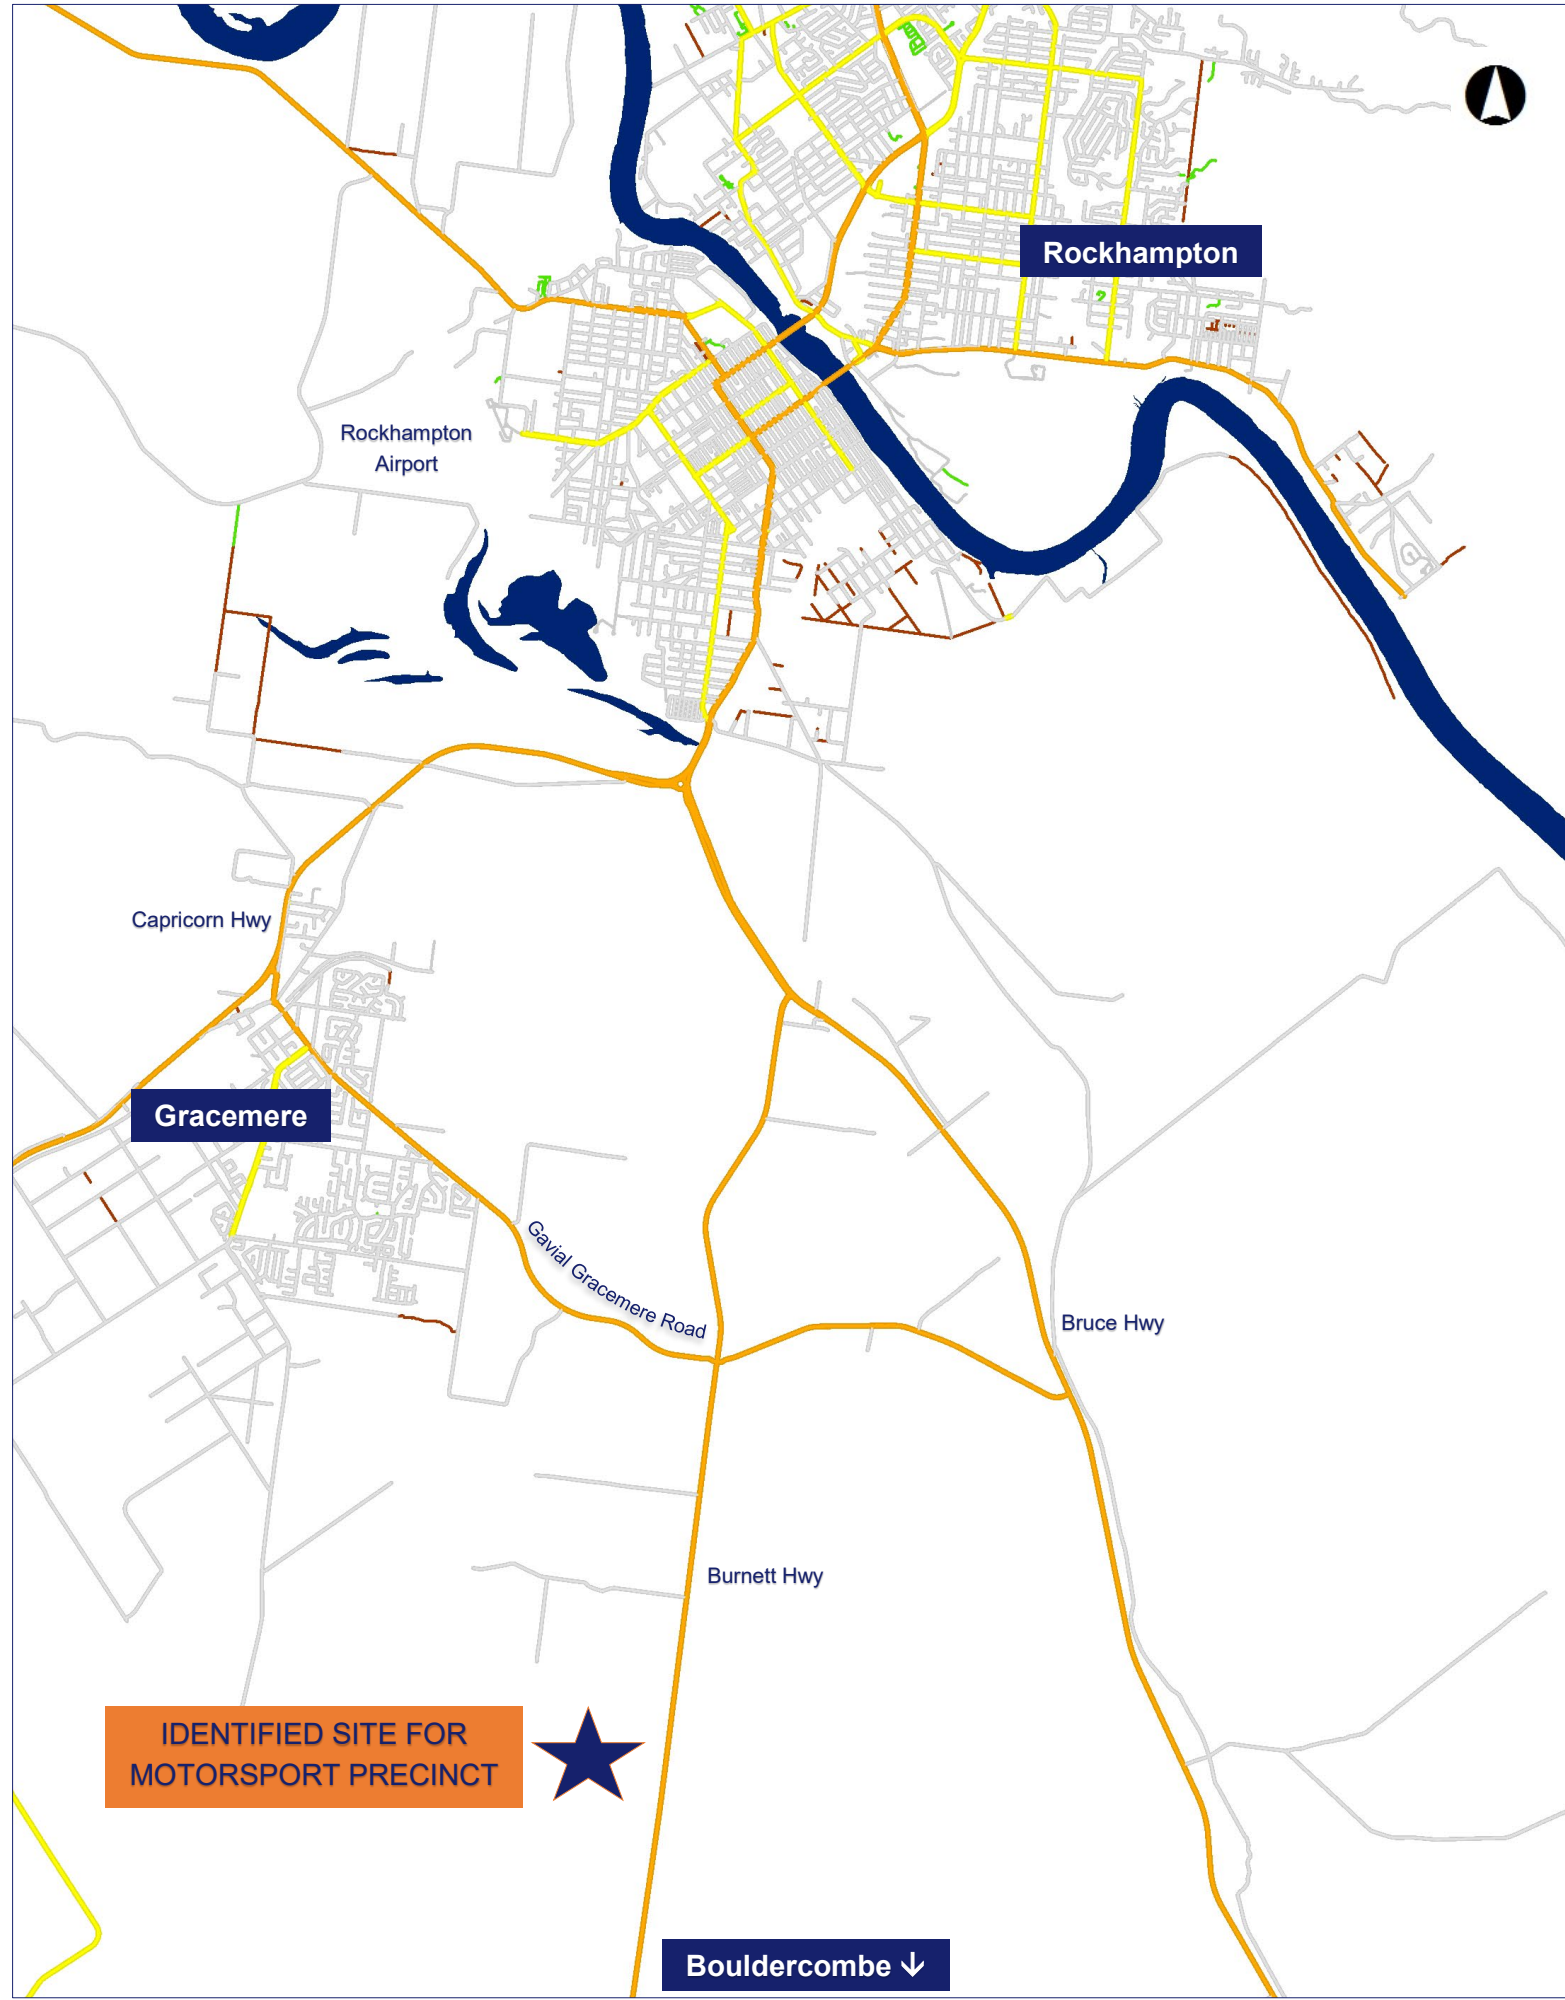 Rockhampton
Rockhampton
Airport
Capricorn Hwy
Gracemere
Gavial Gracemere Road
Bruce Hwy
Burnett Hwy
IDENTIFIED SITE FOR
MOTORSPORT PRECINCT
Bouldercombe ↓